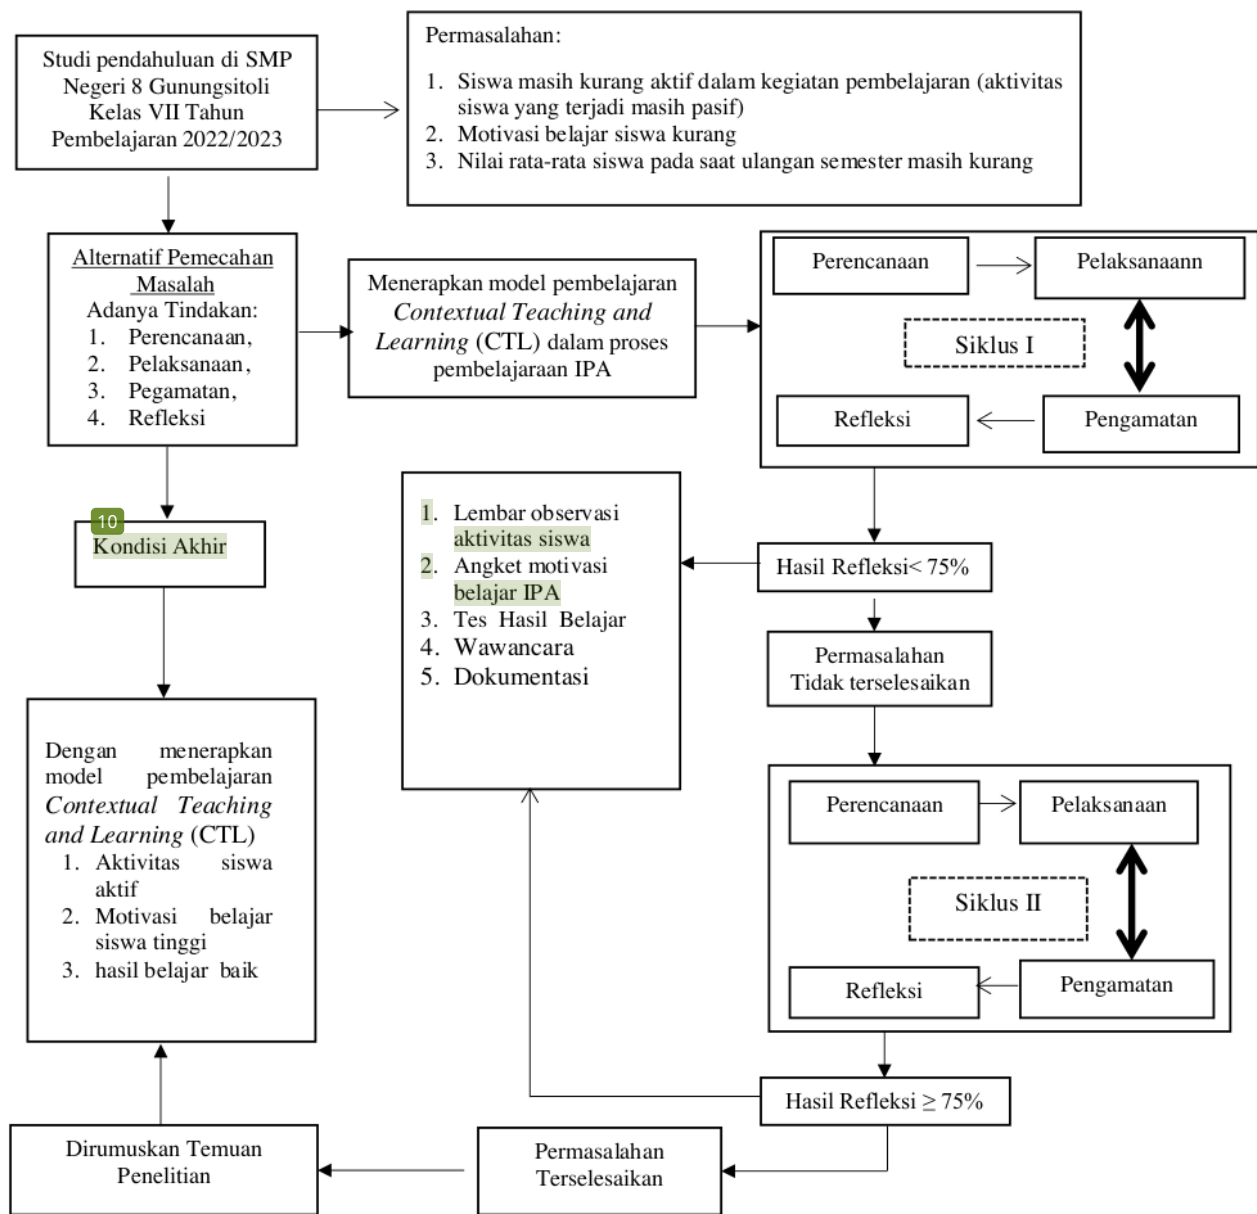 Studi pendahuluan di SMP
Negeri 8 Gunungsitoli
Kelas VII Tahun
Pembelajaran 2022/2023
Permasalahan:
1. Siswa masih kurang aktif dalam kegiatan pembelajaran (aktivitas
siswa yang terjadi masih pasif)
2. Motivasi belajar siswa kurang
3. Nilai rata-rata siswa pada saat ulangan semester masih kurang
Alternatif Pemecahan
Masalah
Adanya Tindakan:
1. Perencanaan,
2. Pelaksanaan,
3. Pegamatan,
4. Refleksi
Menerapkan model pembelajaran
Contextual Teaching and
Learning (CTL) dalam proses
pembelajaraan IPA
Perencanaan
Pelaksanaann
Siklus I
Refleksi
Pengamatan
10
Kondisi Akhir
1. Lembar observasi
aktivitas siswa
2. Angket motivasi
belajar IPA
3. Tes Hasil Belajar
4. Wawancara
5. Dokumentasi
Hasil Refleksi< 75%
Permasalahan
Tidak terselesaikan
Dengan menerapkan
model pembelajaran
Contextual Teaching
and Learning (CTL)
1. Aktivitas siswa
aktif
2. Motivasi belajar
siswa tinggi
3. hasil belajar baik
Perencanaan
Pelaksanaan
Siklus II
Refleksi
Pengamatan
Hasil Refleksi ≥ 75%
Dirumuskan Temuan
Penelitian
Permasalahan
Terselesaikan